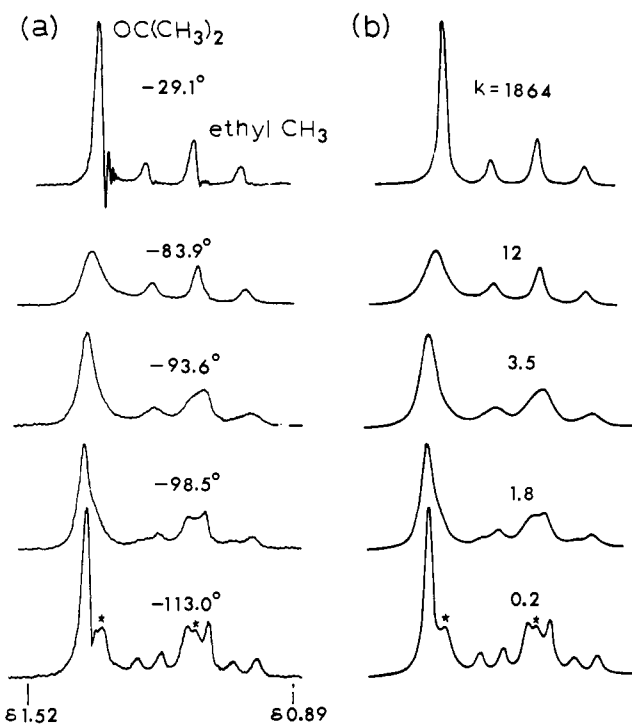 (a) OC(CH₃)₂ (b)
−29.1° k=1864
ethyl CH₃
−83.9° 12
−93.6° 3.5
−98.5° 1.8
−113.0° 0.2
* * * *
δ1.52 δ0.89